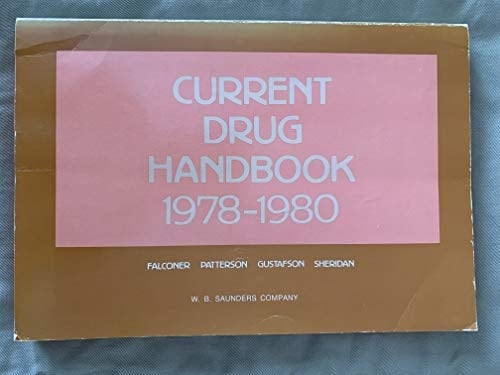 CURRENT
DRUG
HANDBOOK
1978-1980
FALCONER PATTERSON GUSTAFSON SHERIDAN
W. B. SAUNDERS COMPANY